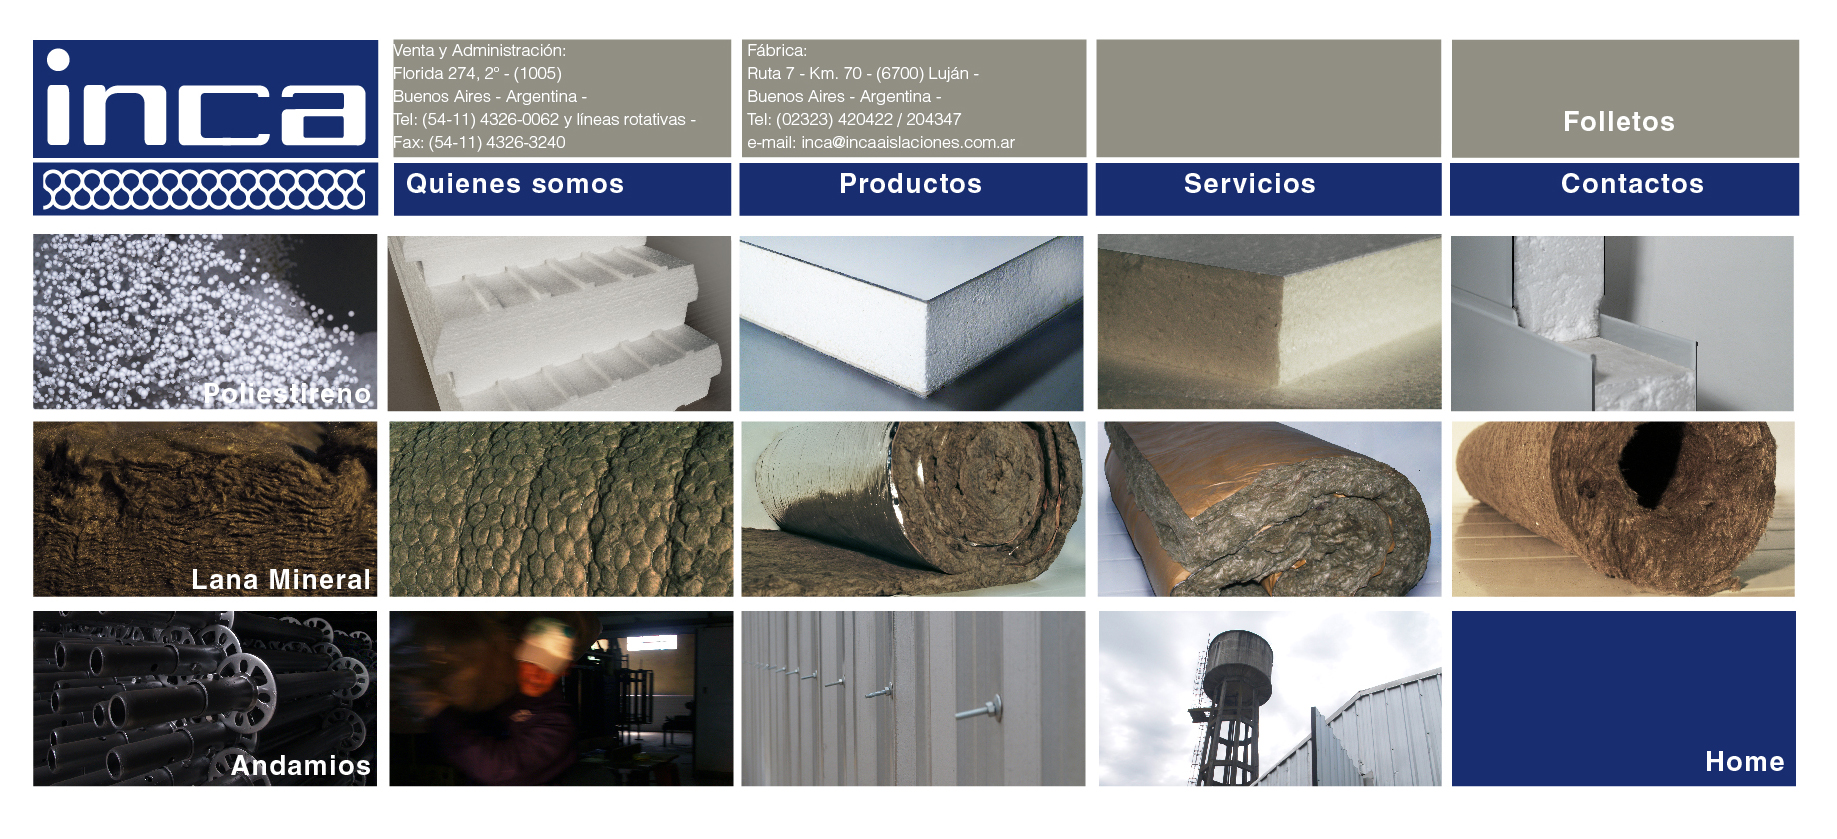 inca
Venta y Administración:
Florida 274, 2º - (1005)
Buenos Aires - Argentina -
Tel: (54-11) 4326-0062 y líneas rotativas -
Fax: (54-11) 4326-3240
Fábrica:
Ruta 7 - Km. 70 - (6700) Luján -
Buenos Aires - Argentina -
Tel: (02323) 420422 / 204347
e-mail: inca@incaaislaciones.com.ar
Folletos
Quienes somos
Productos
Servicios
Contactos
Poliestireno
Lana Mineral
Andamios
Home